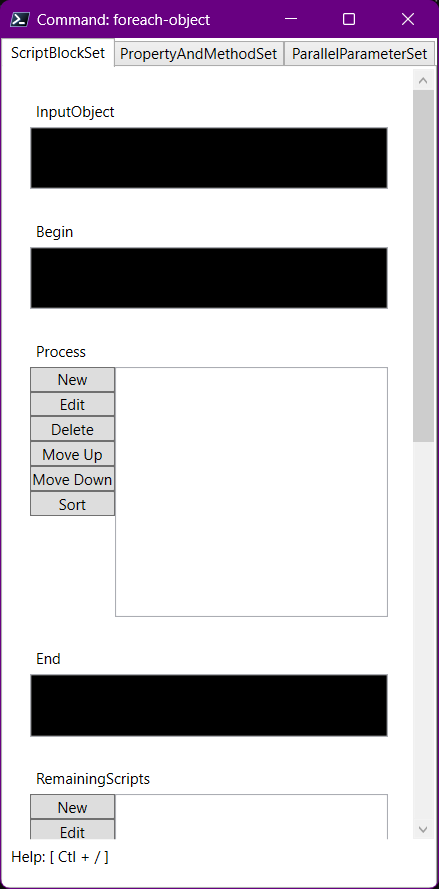 Command: foreach-object
ScriptBlockSet PropertyAndMethodSet ParallelParameterSet
InputObject
Begin
Process
New
Edit
Delete
Move Up
Move Down
Sort
End
RemainingScripts
New
Edit
Help: [ Ctl + / ]